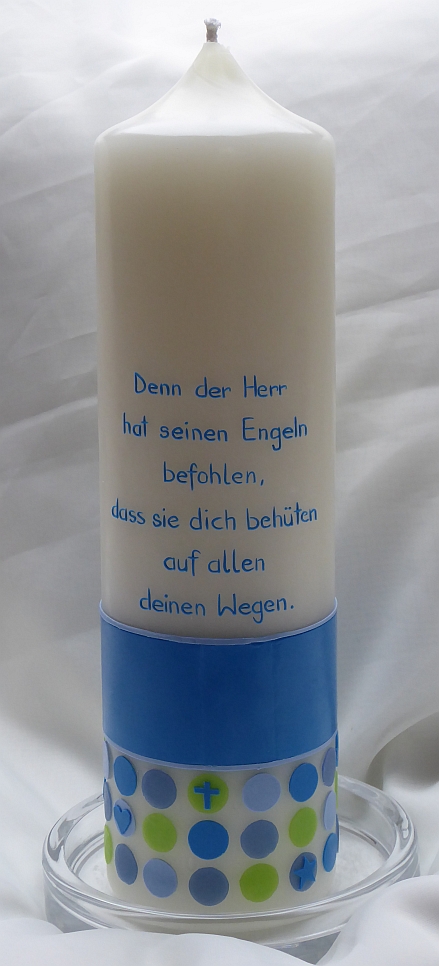 Denn der Herr
hat seinen Engeln
befohlen,
dass sie dich behüten
auf allen
deinen Wegen.